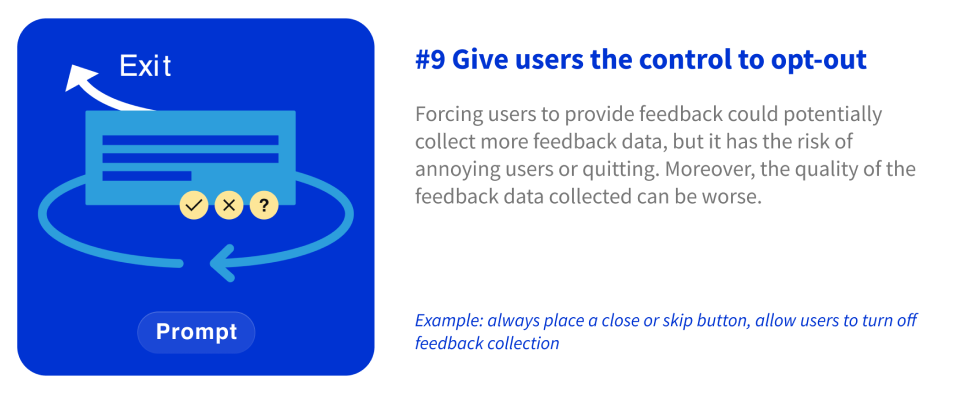 Exit
?
Prompt
#9 Give users the control to opt-out
Forcing users to provide feedback could potentially
collect more feedback data, but it has the risk of
annoying users or quitting. Moreover, the quality of the
feedback data collected can be worse.
Example: always place a close or skip button, allow users to turn off
feedback collection